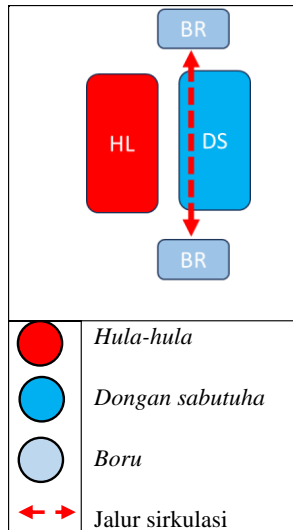 BR
HL DS
BR
Hula-hula
Dongan sabutuha
Boru
Jalur sirkulasi